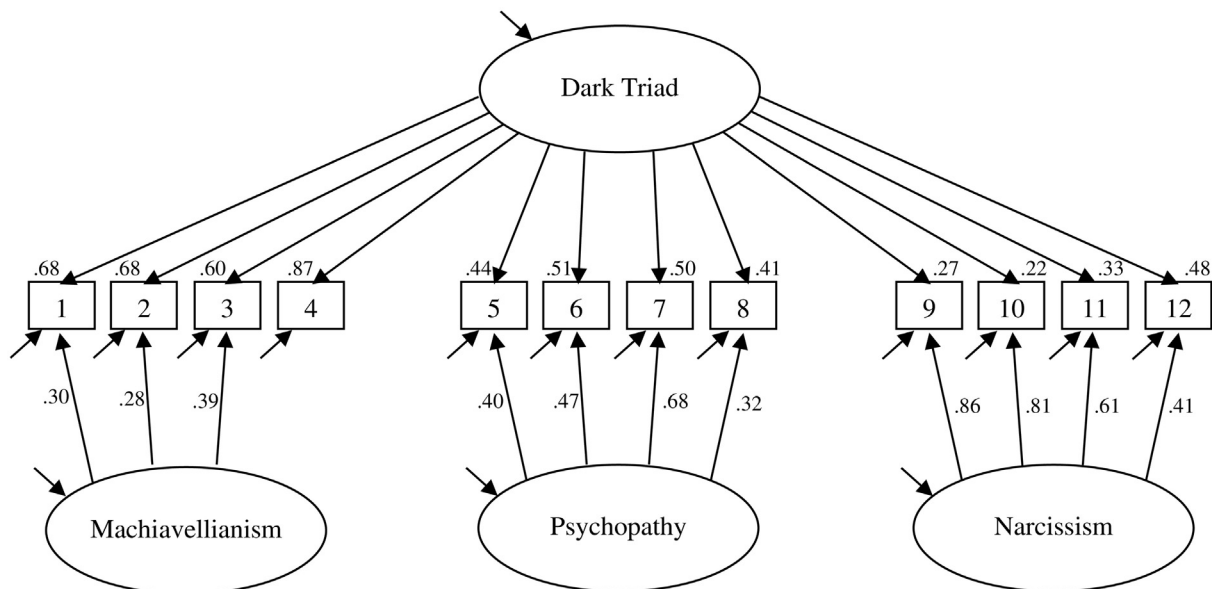 Dark Triad
.68 .68 .60 .87 .44 .51 .50 .41 .27 .22 .33 .48
1 2 3 4 5 6 7 8 9 10 11 12
.30 .28 .39 .40 .47 .68 .32 .86 .81 .61 .41
Machiavellianism Psychopathy Narcissism